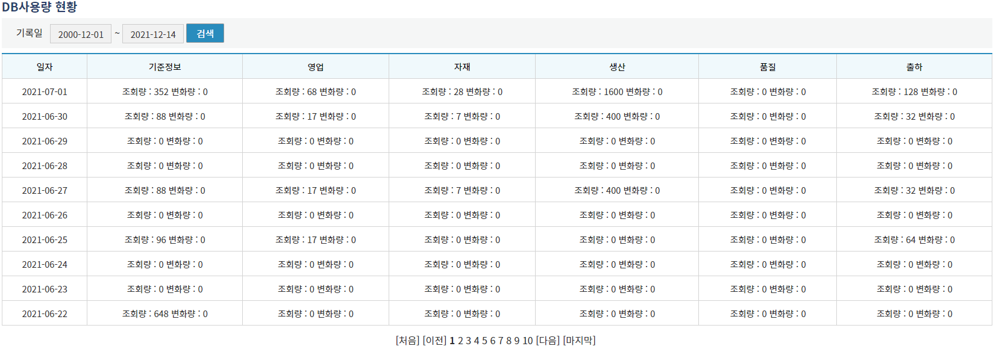 DB사용량 현황
기록일 2000-12-01 ~ 2021-12-14 검색
일자 기준정보 영업 자재 생산 품질 출하
2021-07-01 조회량 : 352 변화량 : 0 조회량 : 68 변화량 : 0 조회량 : 28 변화량 : 0 조회량 : 1600 변화량 : 0 조회량 : 0 변화량 : 0 조회량 : 128 변화량 : 0
2021-06-30 조회량 : 88 변화량 : 0 조회량 : 17 변화량 : 0 조회량 : 7 변화량 : 0 조회량 : 400 변화량 : 0 조회량 : 0 변화량 : 0 조회량 : 32 변화량 : 0
2021-06-29 조회량 : 0 변화량 : 0 조회량 : 0 변화량 : 0 조회량 : 0 변화량 : 0 조회량 : 0 변화량 : 0 조회량 : 0 변화량 : 0 조회량 : 0 변화량 : 0
2021-06-28 조회량 : 0 변화량 : 0 조회량 : 0 변화량 : 0 조회량 : 0 변화량 : 0 조회량 : 0 변화량 : 0 조회량 : 0 변화량 : 0 조회량 : 0 변화량 : 0
2021-06-27 조회량 : 88 변화량 : 0 조회량 : 17 변화량 : 0 조회량 : 7 변화량 : 0 조회량 : 400 변화량 : 0 조회량 : 0 변화량 : 0 조회량 : 32 변화량 : 0
2021-06-26 조회량 : 0 변화량 : 0 조회량 : 0 변화량 : 0 조회량 : 0 변화량 : 0 조회량 : 0 변화량 : 0 조회량 : 0 변화량 : 0 조회량 : 0 변화량 : 0
2021-06-25 조회량 : 96 변화량 : 0 조회량 : 17 변화량 : 0 조회량 : 0 변화량 : 0 조회량 : 0 변화량 : 0 조회량 : 0 변화량 : 0 조회량 : 64 변화량 : 0
2021-06-24 조회량 : 0 변화량 : 0 조회량 : 0 변화량 : 0 조회량 : 0 변화량 : 0 조회량 : 0 변화량 : 0 조회량 : 0 변화량 : 0 조회량 : 0 변화량 : 0
2021-06-23 조회량 : 0 변화량 : 0 조회량 : 0 변화량 : 0 조회량 : 0 변화량 : 0 조회량 : 0 변화량 : 0 조회량 : 0 변화량 : 0 조회량 : 0 변화량 : 0
2021-06-22 조회량 : 648 변화량 : 0 조회량 : 0 변화량 : 0 조회량 : 0 변화량 : 0 조회량 : 0 변화량 : 0 조회량 : 0 변화량 : 0 조회량 : 0 변화량 : 0
[처음] [이전] 1 2 3 4 5 6 7 8 9 10 [다음] [마지막]